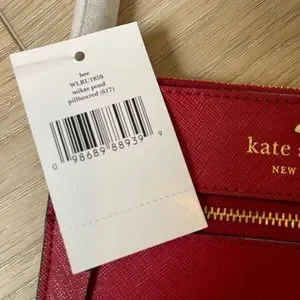 bee
WLRU1859
mikas pond
pillboxred (617)
0 98689 88939 9
kate s
NEW